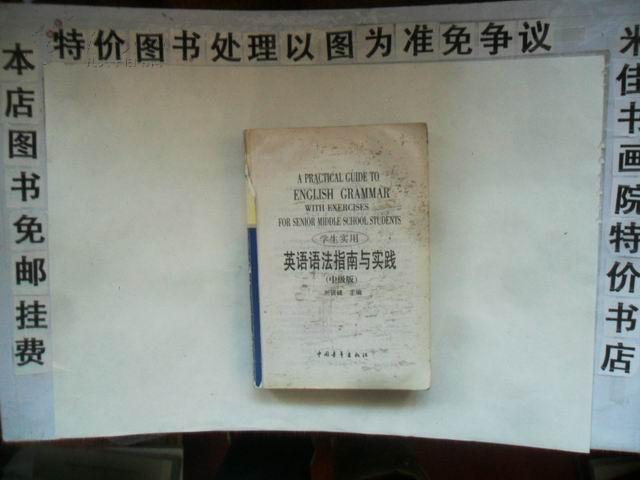 特价图书处理以图为准免争议
本店图书免邮挂费
米佳书画院特价书店
A PRACTICAL GUIDE TO
ENGLISH GRAMMAR
WITH EXERCISES
FOR SENIOR MIDDLE SCHOOL STUDENTS
学生实用
英语语法指南与实践
(中级版)
主编
中国青年出版社